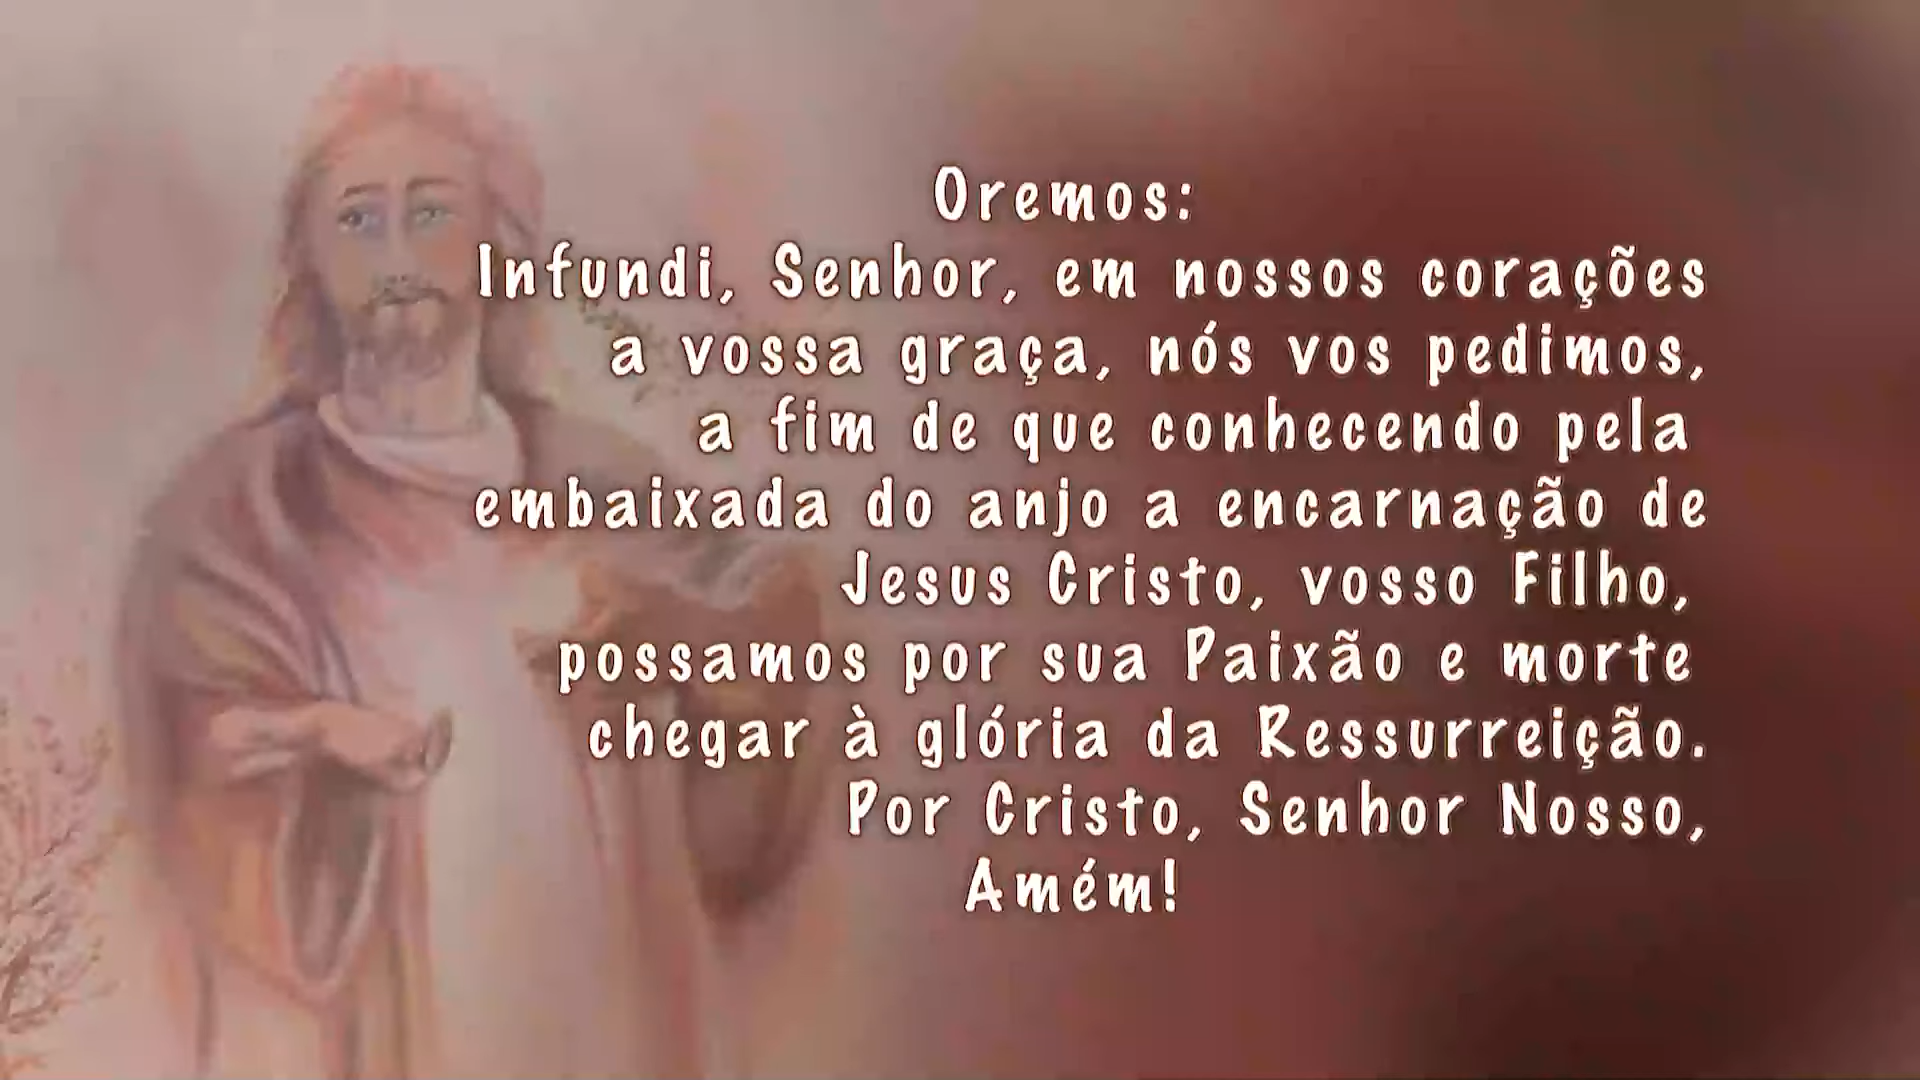 Oremos:
Infundi, Senhor, em nossos corações
a vossa graça, nós vos pedimos,
a fim de que conhecendo pela
embaixada do anjo a encarnação de
Jesus Cristo, vosso Filho,
possamos por sua Paixão e morte
chegar à glória da Ressurreição.
Por Cristo, Senhor Nosso,
Amém!